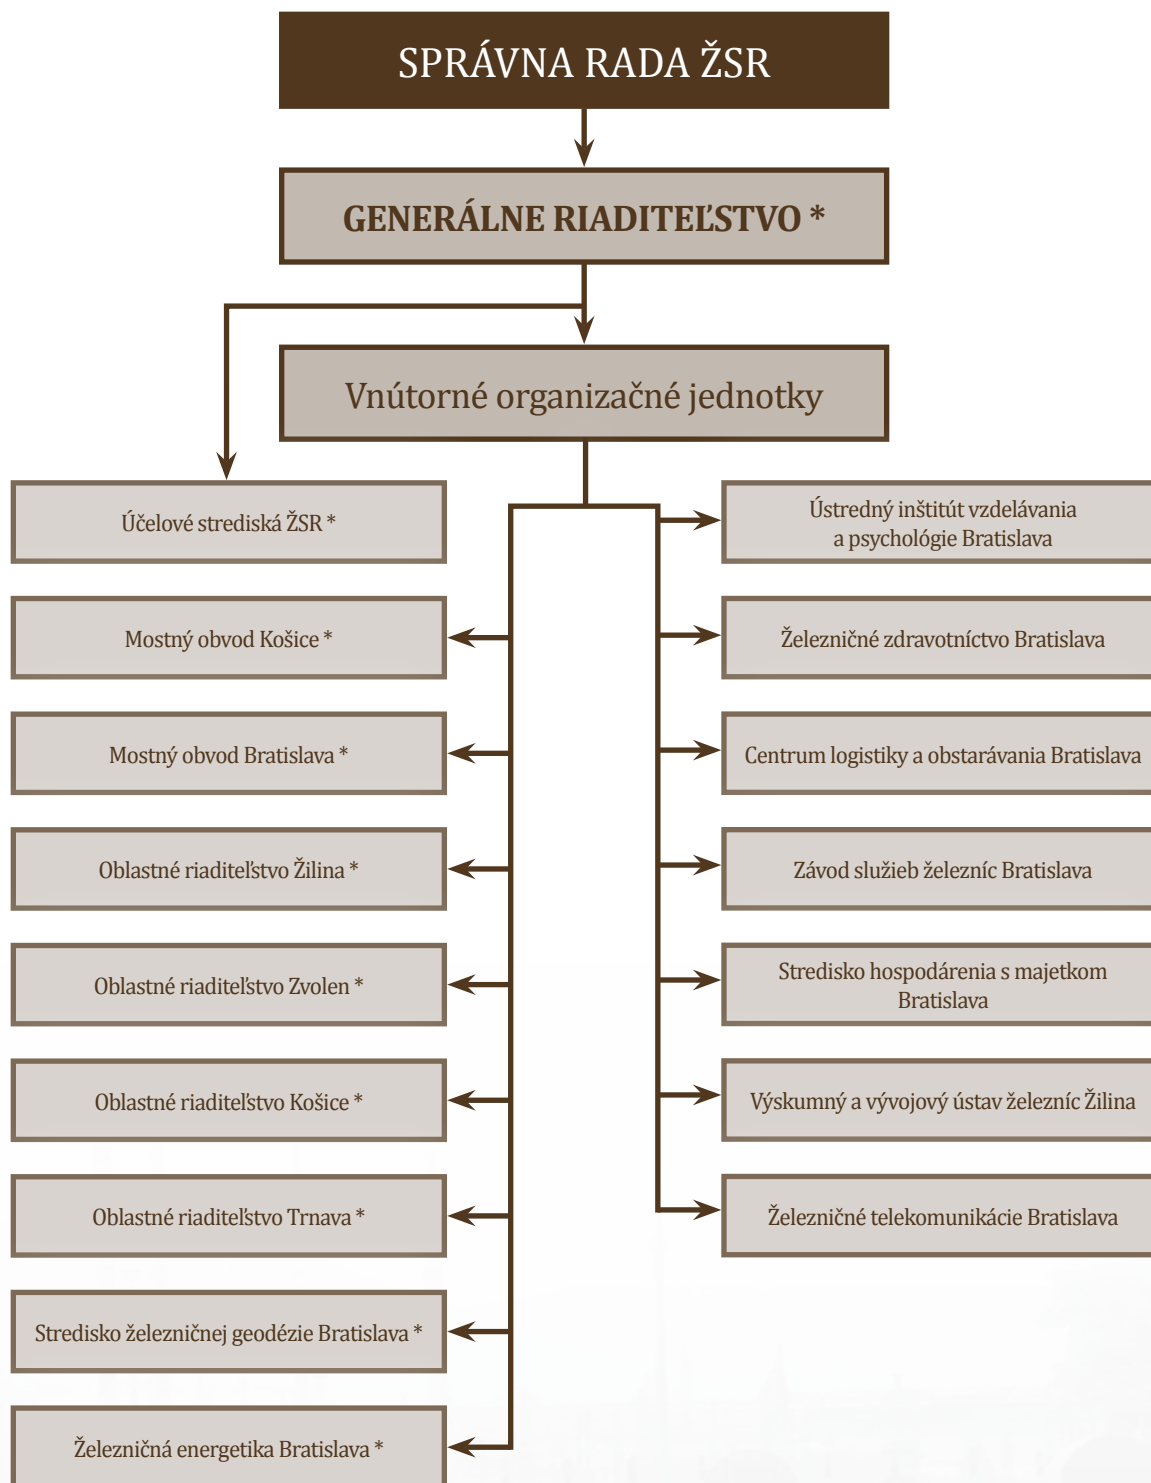 SPRÁVNA RADA ŽSR
GENERÁLNE RIADITEĽSTVO *
Vnútorné organizačné jednotky
Účelové strediská ŽSR *
Mostný obvod Košice *
Mostný obvod Bratislava *
Oblastné riaditeľstvo Žilina *
Oblastné riaditeľstvo Zvolen *
Oblastné riaditeľstvo Košice *
Oblastné riaditeľstvo Trnava *
Stredisko železničnej geodézie Bratislava *
Železničná energetika Bratislava *
Ústredný inštitút vzdelávania
a psychológie Bratislava
Železničné zdravotníctvo Bratislava
Centrum logistiky a obstarávania Bratislava
Závod služieb železníc Bratislava
Stredisko hospodárenia s majetkom
Bratislava
Výskumný a vývojový ústav železníc Žilina
Železničné telekomunikácie Bratislava